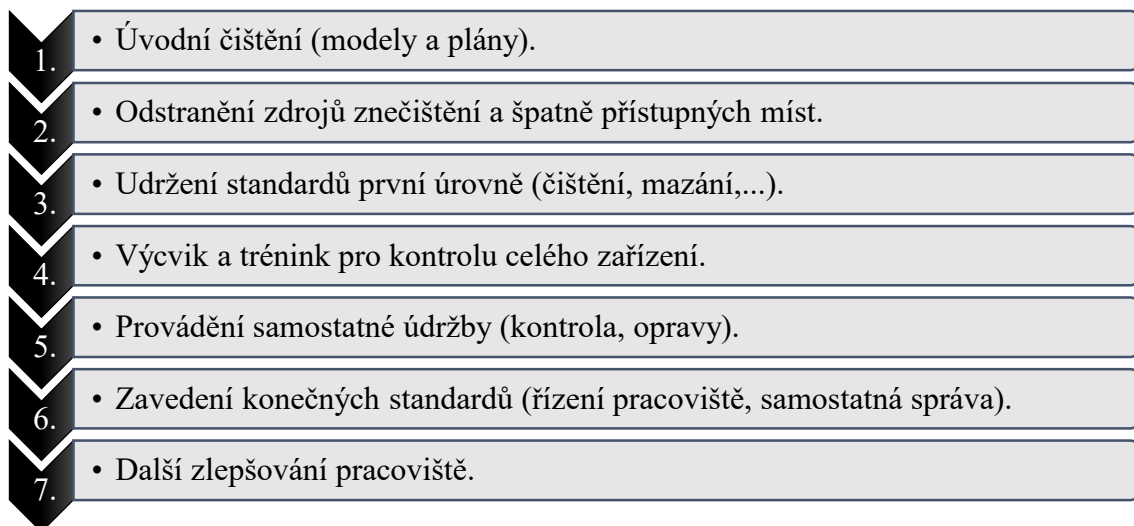 1. • Úvodní čištění (modely a plány).
2. • Odstranění zdrojů znečištění a špatně přístupných míst.
3. • Udržení standardů první úrovně (čištění, mazání,...).
4. • Výcvik a trénink pro kontrolu celého zařízení.
5. • Provádění samostatné údržby (kontrola, opravy).
6. • Zavedení konečných standardů (řízení pracoviště, samostatná správa).
7. • Další zlepšování pracoviště.